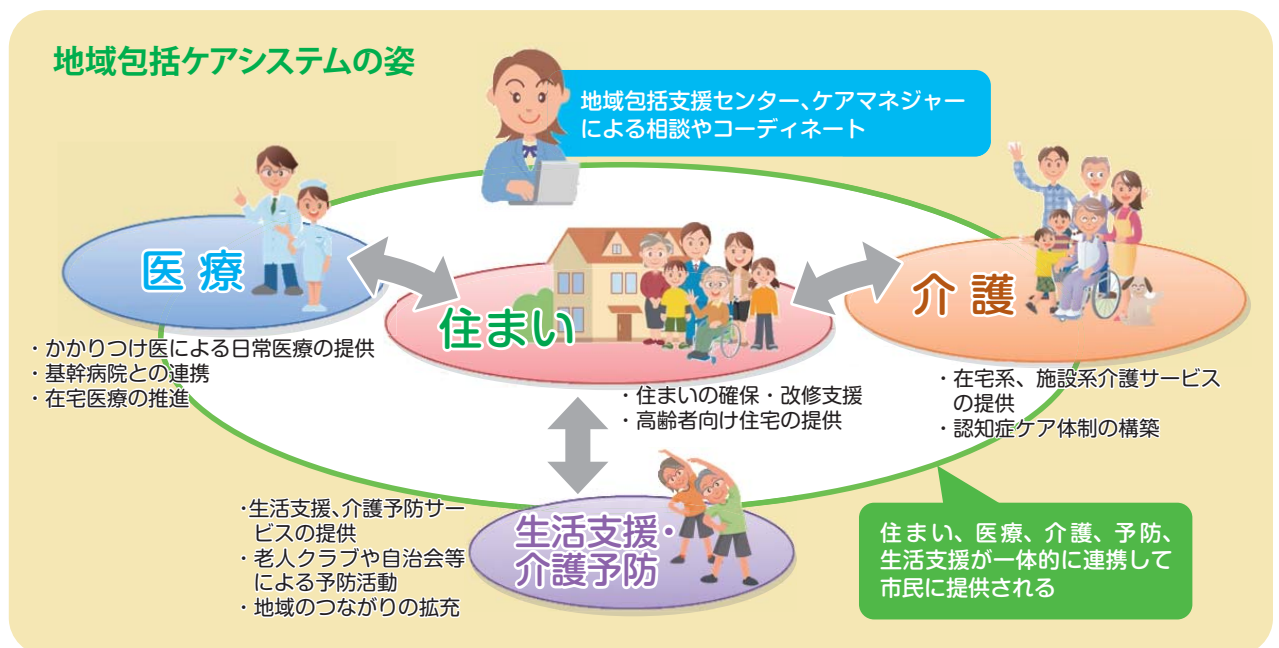 地域包括ケアシステムの姿
地域包括支援センター、ケアマネジャー
による相談やコーディネート
医療
・かかりつけ医による日常医療の提供
・基幹病院との連携
・在宅医療の推進
住まい
・住まいの確保・改修支援
・高齢者向け住宅の提供
介護
・在宅系、施設系介護サービス
の提供
・認知症ケア体制の構築
・生活支援、介護予防サー
ビスの提供
・老人クラブや自治会等
による予防活動
・地域のつながりの拡充
生活支援・
介護予防
住まい、医療、介護、予防、
生活支援が一体的に連携して
市民に提供される